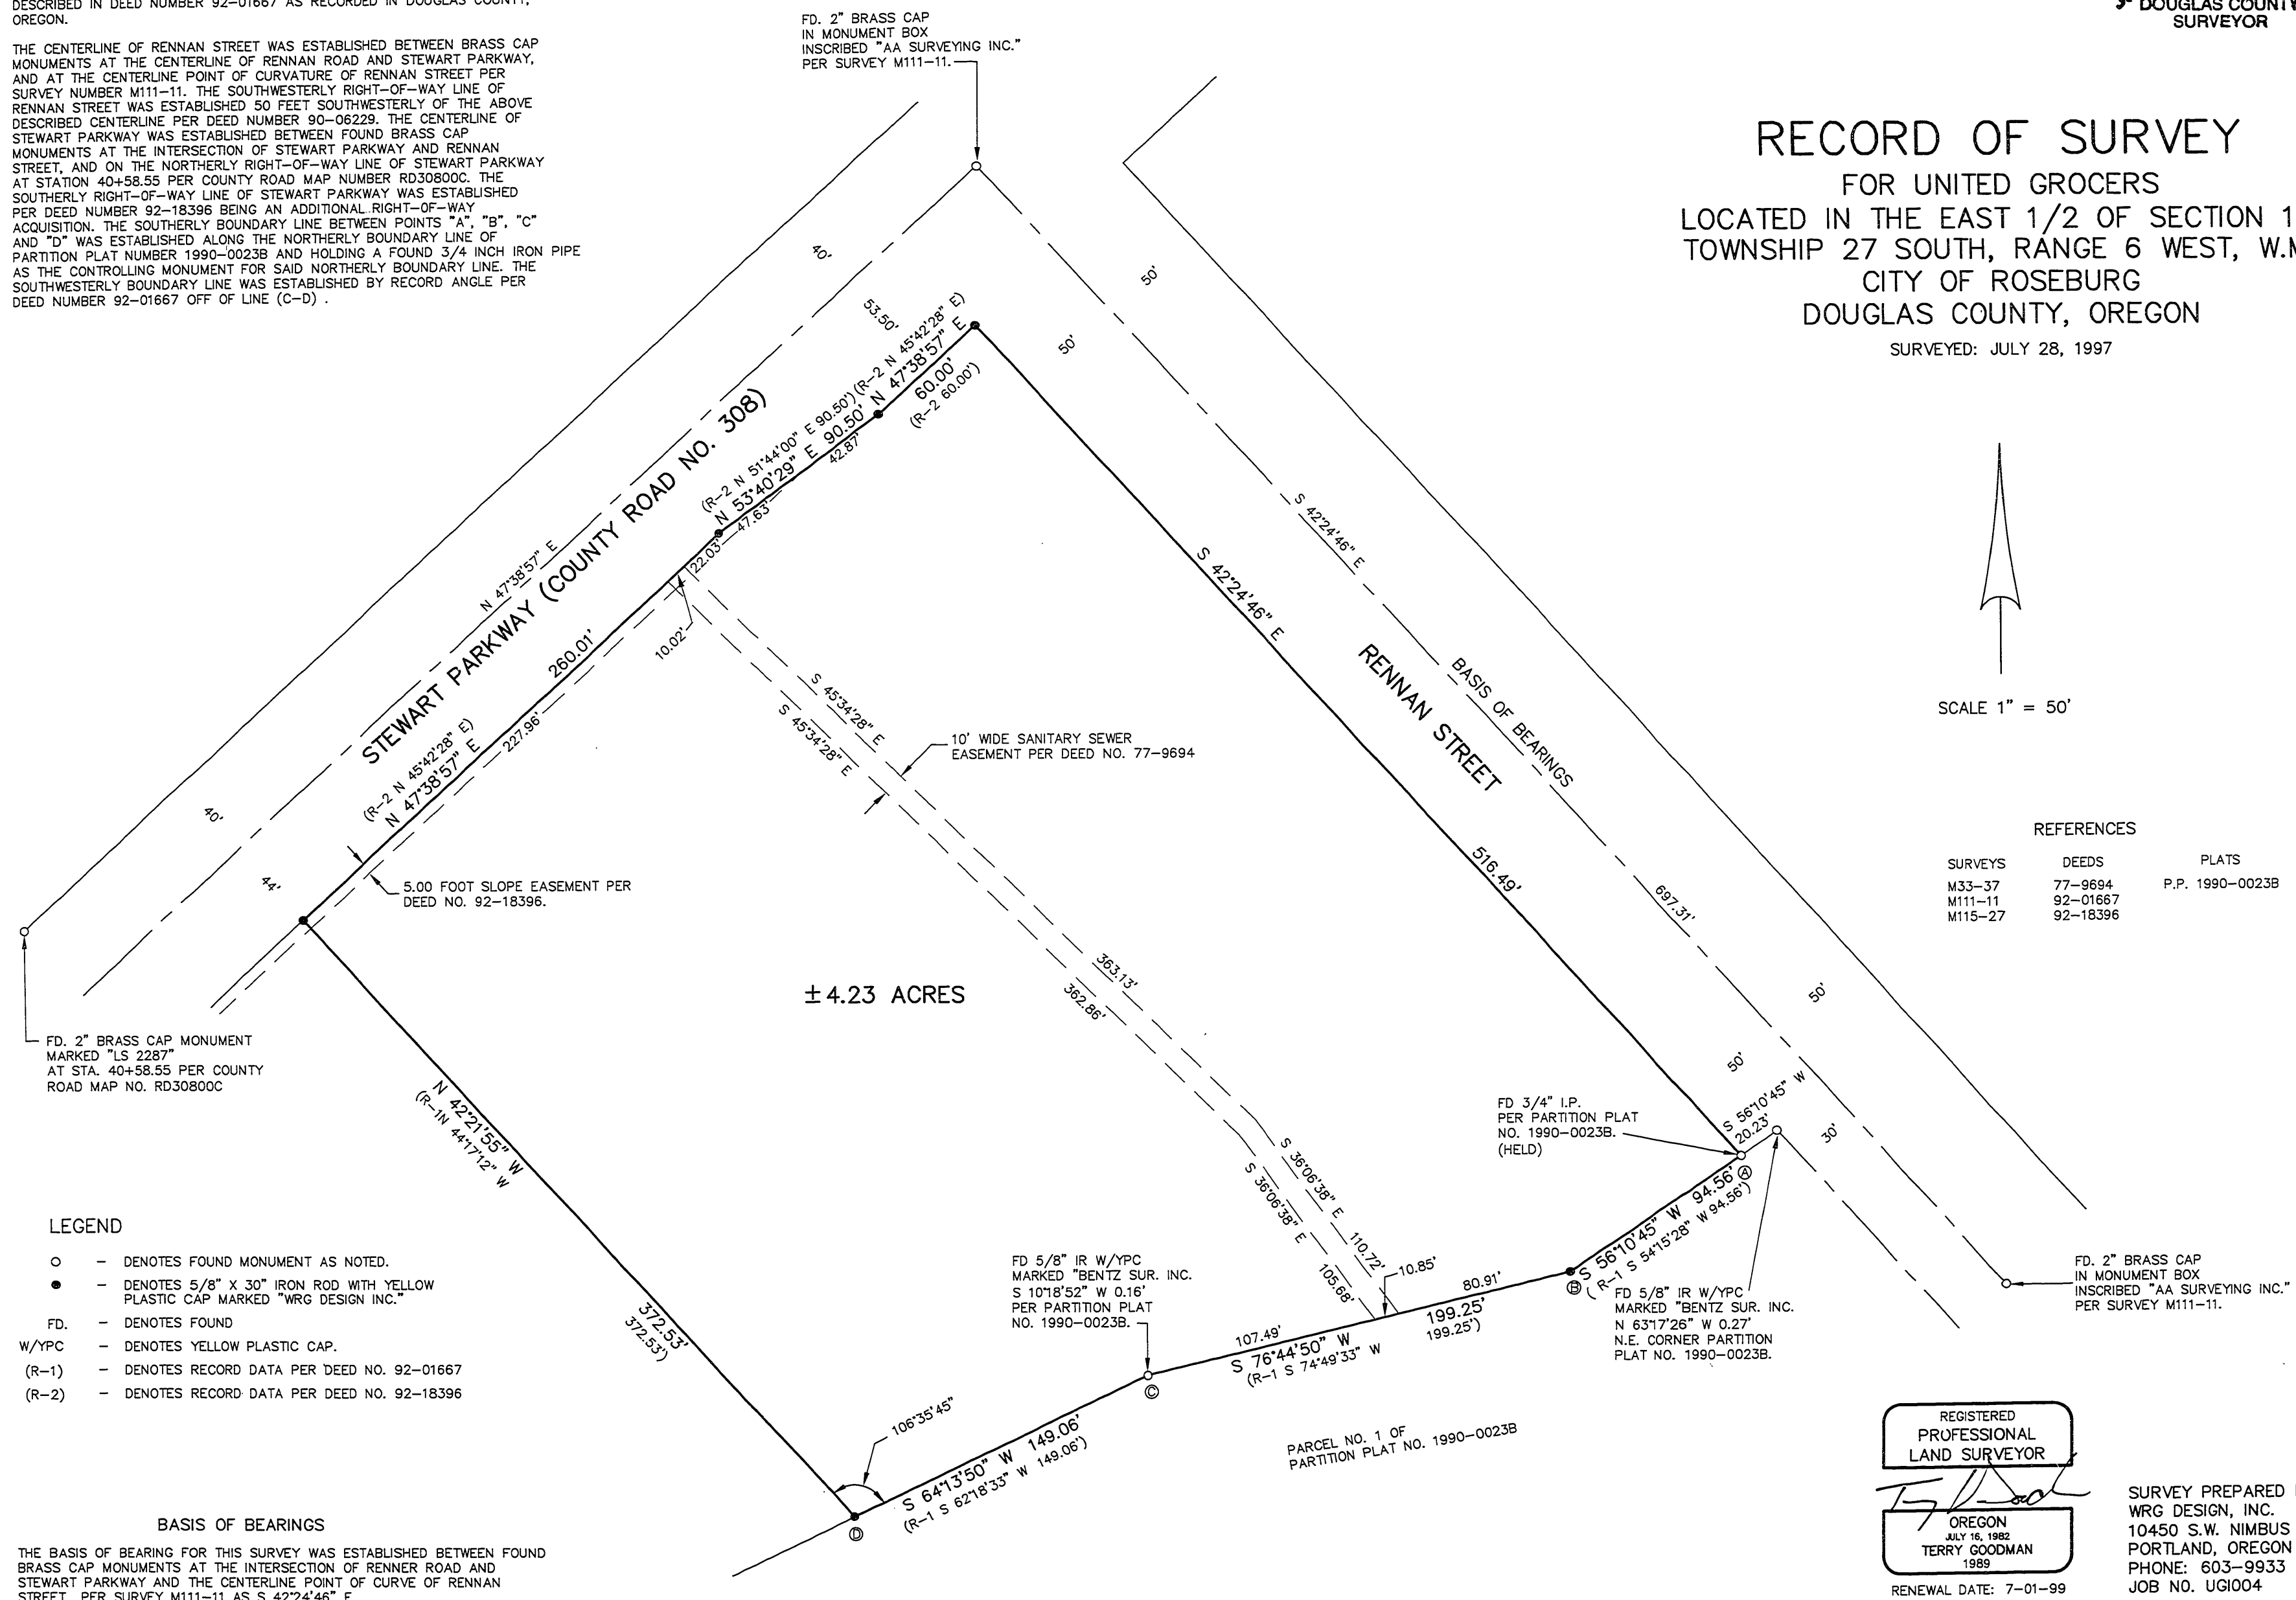 DESCRIBED IN DEED NUMBER 92-01667 AS RECORDED IN DOUGLAS COUNTY,
OREGON.
THE CENTERLINE OF RENNAN STREET WAS ESTABLISHED BETWEEN BRASS CAP
MONUMENTS AT THE CENTERLINE OF RENNAN ROAD AND STEWART PARKWAY,
AND AT THE CENTERLINE POINT OF CURVATURE OF RENNAN STREET PER
SURVEY NUMBER M111-11. THE SOUTHWESTERLY RIGHT-OF-WAY LINE OF
RENNAN STREET WAS ESTABLISHED 50 FEET SOUTHWESTERLY OF THE ABOVE
DESCRIBED CENTERLINE PER DEED NUMBER 90-06229. THE CENTERLINE OF
STEWART PARKWAY WAS ESTABLISHED BETWEEN FOUND BRASS CAP
MONUMENTS AT THE INTERSECTION OF STEWART PARKWAY AND RENNAN
STREET, AND ON THE NORTHERLY RIGHT-OF-WAY LINE OF STEWART PARKWAY
AT STATION 40+58.55 PER COUNTY ROAD MAP NUMBER RD30800C. THE
SOUTHERLY RIGHT-OF-WAY LINE OF STEWART PARKWAY WAS ESTABLISHED
PER DEED NUMBER 92-18396 BEING AN ADDITIONAL RIGHT-OF-WAY
ACQUISITION. THE SOUTHERLY BOUNDARY LINE BETWEEN POINTS "A", "B", "C"
AND "D" WAS ESTABLISHED ALONG THE NORTHERLY BOUNDARY LINE OF
PARTITION PLAT NUMBER 1990-0023B AND HOLDING A FOUND 3/4 INCH IRON PIPE
AS THE CONTROLLING MONUMENT FOR SAID NORTHERLY BOUNDARY LINE. THE
SOUTHWESTERLY BOUNDARY LINE WAS ESTABLISHED BY RECORD ANGLE PER
DEED NUMBER 92-01667 OFF OF LINE (C-D) .
FD. 2" BRASS CAP
IN MONUMENT BOX
INSCRIBED "AA SURVEYING INC."
PER SURVEY M111-11.
DOUGLAS COUNTY
SURVEYOR
RECORD OF SURVEY
FOR UNITED GROCERS
LOCATED IN THE EAST 1/2 OF SECTION 1
TOWNSHIP 27 SOUTH, RANGE 6 WEST, W.M
CITY OF ROSEBURG
DOUGLAS COUNTY, OREGON
SURVEYED: JULY 28, 1997
SCALE 1" = 50'
REFERENCES
SURVEYS DEEDS PLATS
M33-37 77-9694 P.P. 1990-0023B
M111-11 92-01667
M115-27 92-18396
40'
50'
53.50'
50'
(R-2 N 45°42'28" E)
N 47°38'57" E
60.00'
(R-2 60.00')
(R-2 N 51°44'00" E 90.50')
N 53°40'29" E 90.50'
42.87'
47.63'
22.03'
10.02'
N 47°38'57" E
STEWART PARKWAY (COUNTY ROAD NO. 308)
260.01'
227.96'
(R-2 N 45°42'28" E)
N 47°38'57" E
40'
44'
5.00 FOOT SLOPE EASEMENT PER
DEED NO. 92-18396.
S 42°24'46" E
S 42°24'46" E
RENNAN STREET
BASIS OF BEARINGS
516.49'
697.31'
50'
50'
S 45°34'28" E
S 45°34'28" E
10' WIDE SANITARY SEWER
EASEMENT PER DEED NO. 77-9694
363.13'
362.86'
±4.23 ACRES
FD. 2" BRASS CAP MONUMENT
MARKED "LS 2287"
AT STA. 40+58.55 PER COUNTY
ROAD MAP NO. RD30800C
N 42°21'55" W
(R-1N 44°17'12" W
372.53'
372.53')
S 36°06'38" E
S 36°06'38" E
110.72'
105.68'
10.85'
FD 3/4" I.P.
PER PARTITION PLAT
NO. 1990-0023B.
(HELD)
S 56°10'45" W
20.23'
30'
A
S 56°10'45" W 94.56'
( R-1 S 54°15'28" W 94.56')
B
FD 5/8" IR W/YPC
MARKED "BENTZ SUR. INC.
N 63°17'26" W 0.27'
N.E. CORNER PARTITION
PLAT NO. 1990-0023B.
FD. 2" BRASS CAP
IN MONUMENT BOX
INSCRIBED "AA SURVEYING INC."
PER SURVEY M111-11.
FD 5/8" IR W/YPC
MARKED "BENTZ SUR. INC.
S 10°18'52" W 0.16'
PER PARTITION PLAT
NO. 1990-0023B.
80.91'
107.49'
199.25'
199.25')
S 76°44'50" W
(R-1 S 74°49'33" W
C
106°35'45"
S 64°13'50" W 149.06'
(R-1 S 62°18'33" W 149.06')
D
PARCEL NO. 1 OF
PARTITION PLAT NO. 1990-0023B
LEGEND
- DENOTES FOUND MONUMENT AS NOTED.
- DENOTES 5/8" X 30" IRON ROD WITH YELLOW
PLASTIC CAP MARKED "WRG DESIGN INC."
FD. - DENOTES FOUND
W/YPC - DENOTES YELLOW PLASTIC CAP.
(R-1) - DENOTES RECORD DATA PER DEED NO. 92-01667
(R-2) - DENOTES RECORD DATA PER DEED NO. 92-18396
BASIS OF BEARINGS
THE BASIS OF BEARING FOR THIS SURVEY WAS ESTABLISHED BETWEEN FOUND
BRASS CAP MONUMENTS AT THE INTERSECTION OF RENNER ROAD AND
STEWART PARKWAY AND THE CENTERLINE POINT OF CURVE OF RENNAN
STREET PER SURVEY M111-11 AS S 42°24'46" E
REGISTERED
PROFESSIONAL
LAND SURVEYOR
OREGON
JULY 16, 1982
TERRY GOODMAN
1989
RENEWAL DATE: 7-01-99
SURVEY PREPARED
WRG DESIGN, INC.
10450 S.W. NIMBUS
PORTLAND, OREGON
PHONE: 603-9933
JOB NO. UGI004